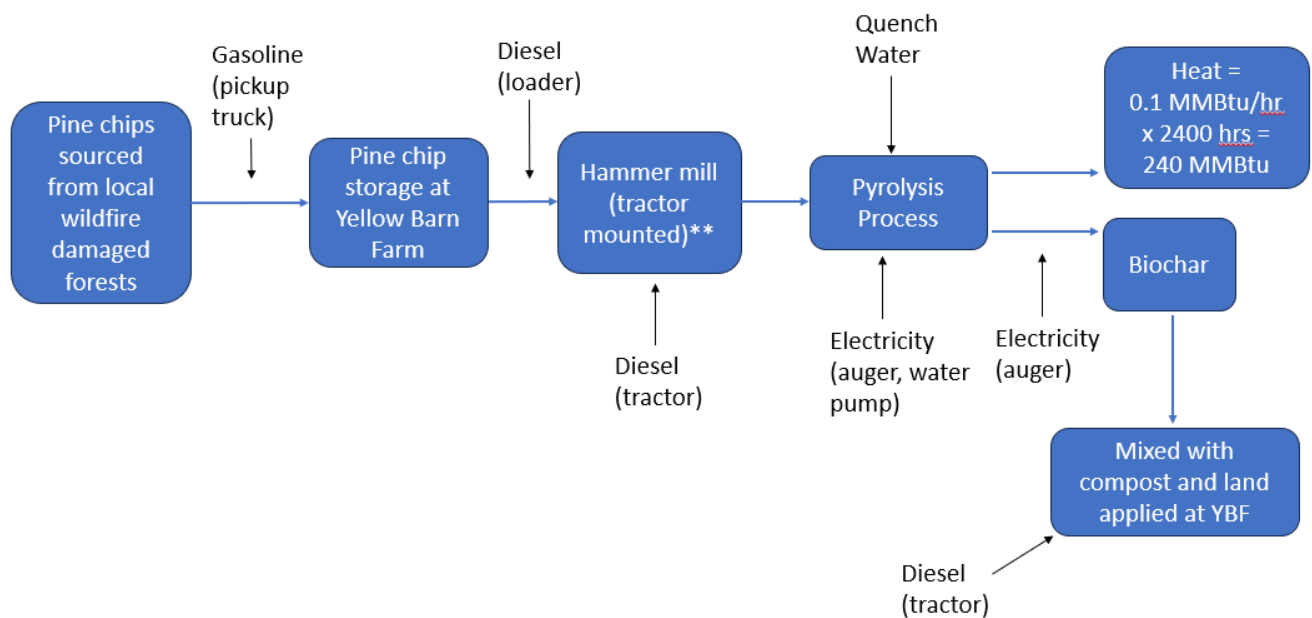 Pine chips
sourced
from local
wildfire
damaged
forests
Gasoline
(pickup
truck)
Pine chip
storage at
Yellow Barn
Farm
Diesel
(loader)
Hammer mill
(tractor
mounted)**
Diesel
(tractor)
Quench
Water
Pyrolysis
Process
Electricity
(auger, water
pump)
Heat =
0.1 MMBtu/hr
x 2400 hrs =
240 MMBtu
Electricity
(auger)
Biochar
Mixed with
compost and land
applied at YBF
Diesel
(tractor)